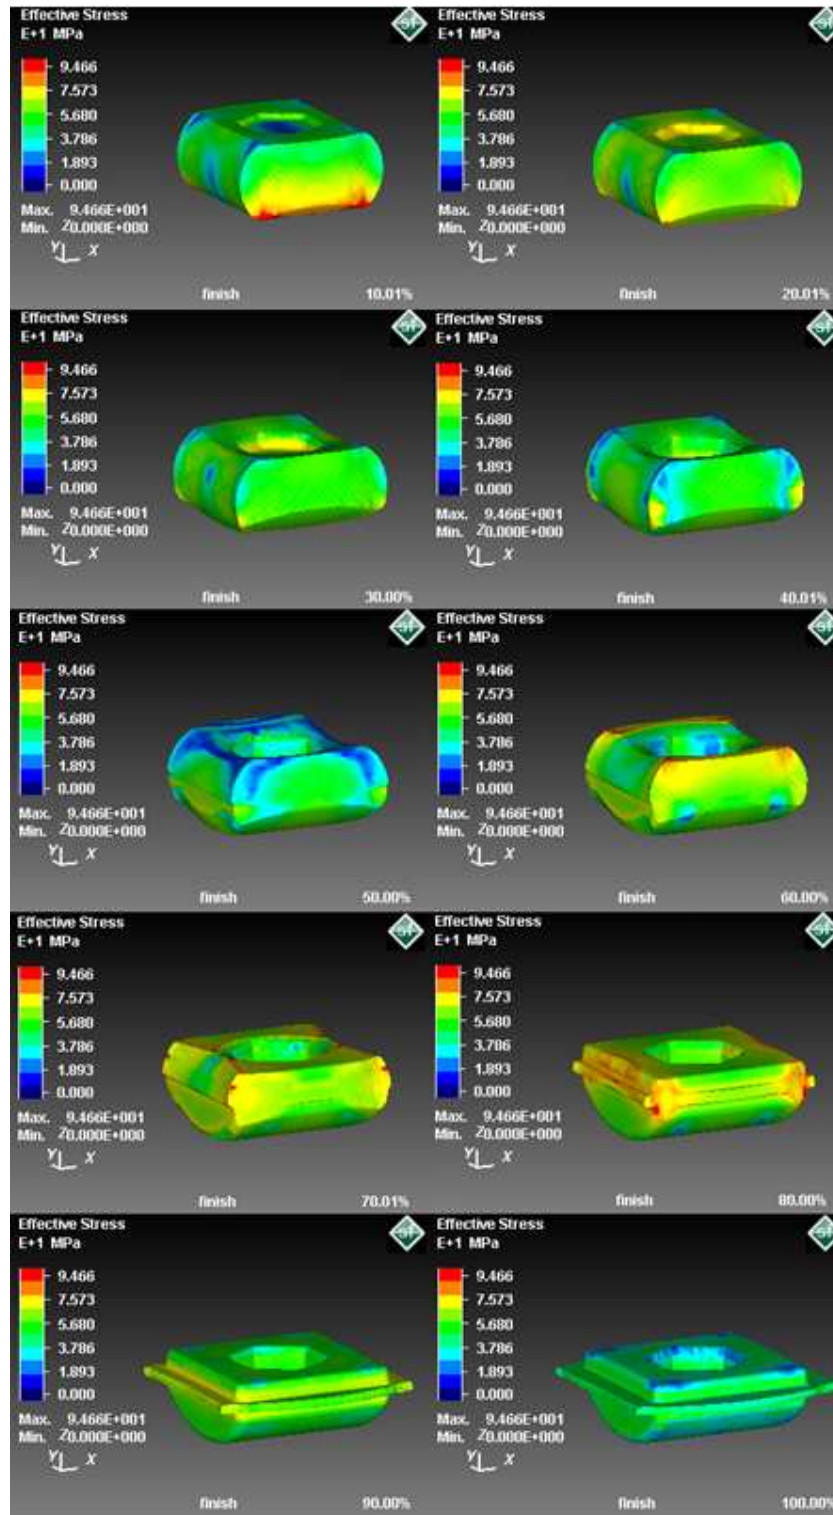 Effective Stress
E+1 MPa
9.466
7.573
5.680
3.786
1.893
0.000
Max. 9.466E+001
Min. Z0.000E+000
Y X
finish 10.01%
Effective Stress
E+1 MPa
9.466
7.573
5.680
3.786
1.893
0.000
Max. 9.466E+001
Min. Z0.000E+000
Y X
finish 20.01%
Effective Stress
E+1 MPa
9.466
7.573
5.680
3.786
1.893
0.000
Max. 9.466E+001
Min. Z0.000E+000
Y X
finish 30.00%
Effective Stress
E+1 MPa
9.466
7.573
5.680
3.786
1.893
0.000
Max. 9.466E+001
Min. Z0.000E+000
Y X
finish 40.01%
Effective Stress
E+1 MPa
9.466
7.573
5.680
3.786
1.893
0.000
Max. 9.466E+001
Min. Z0.000E+000
Y X
finish 50.00%
Effective Stress
E+1 MPa
9.466
7.573
5.680
3.786
1.893
0.000
Max. 9.466E+001
Min. Z0.000E+000
Y X
finish 60.00%
Effective Stress
E+1 MPa
9.466
7.573
5.680
3.786
1.893
0.000
Max. 9.466E+001
Min. Z0.000E+000
Y X
finish 70.01%
Effective Stress
E+1 MPa
9.466
7.573
5.680
3.786
1.893
0.000
Max. 9.466E+001
Min. Z0.000E+000
Y X
finish 80.00%
Effective Stress
E+1 MPa
9.466
7.573
5.680
3.786
1.893
0.000
Max. 9.466E+001
Min. Z0.000E+000
Y X
finish 90.00%
Effective Stress
E+1 MPa
9.466
7.573
5.680
3.786
1.893
0.000
Max. 9.466E+001
Min. Z0.000E+000
Y X
finish 100.00%